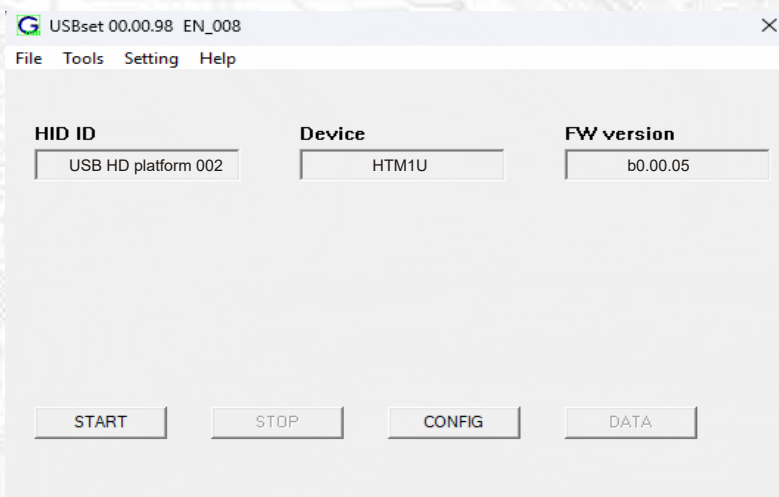 USBset 00.00.98 EN_008
File Tools Setting Help
HID ID Device FW version
USB HD platform 002 HTM1U b0.00.05
START STOP CONFIG DATA